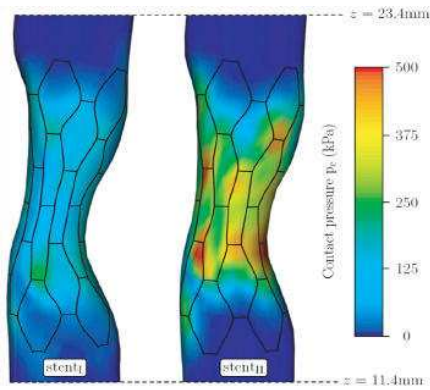 z = 23.4mm
500
375
250
125
0
Contact pressure p_c (kPa)
stent_I
stent_II
z = 11.4mm